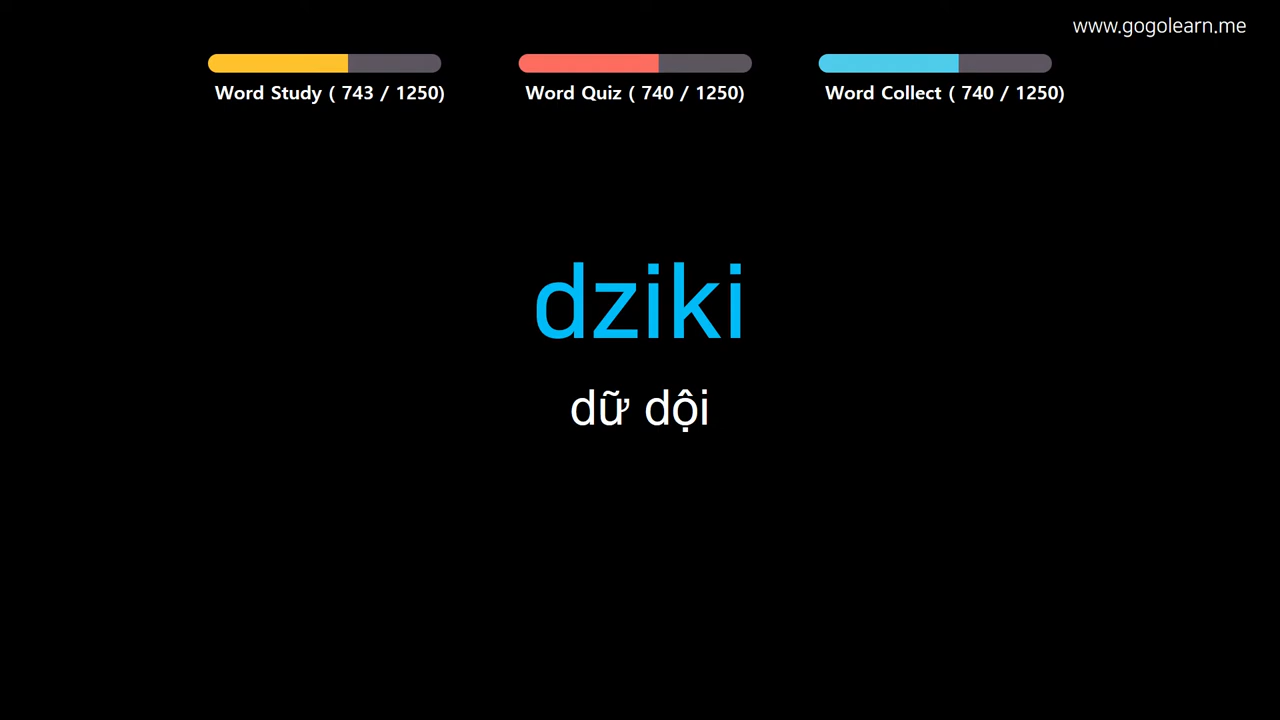 www.gogolearn.me
Word Study ( 743 / 1250)
Word Quiz ( 740 / 1250)
Word Collect ( 740 / 1250)
dziki
dữ dội